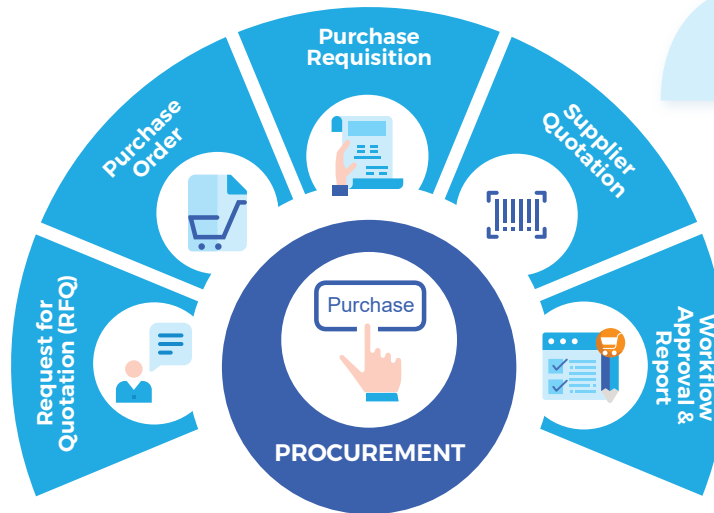 Request for
Quotation (RFQ)
Purchase
Order
Purchase
Requisition
Supplier
Quotation
Workflow
Approval &
Report
Purchase
PROCUREMENT